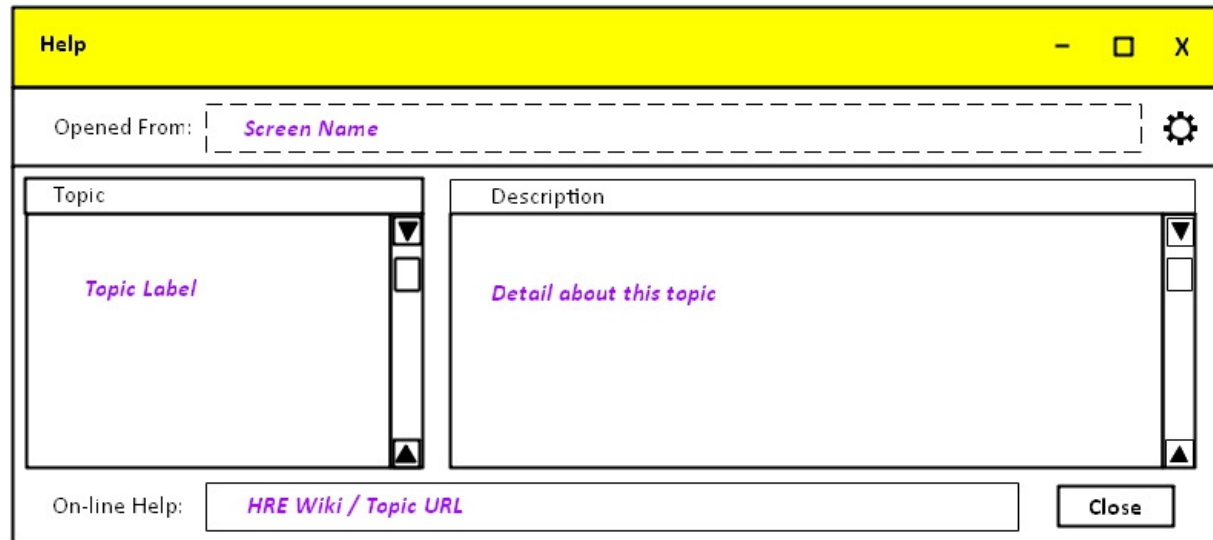 Help
X
Opened From:
Screen Name
Topic
Description
Topic Label
Detail about this topic
On-line Help:
HRE Wiki / Topic URL
Close